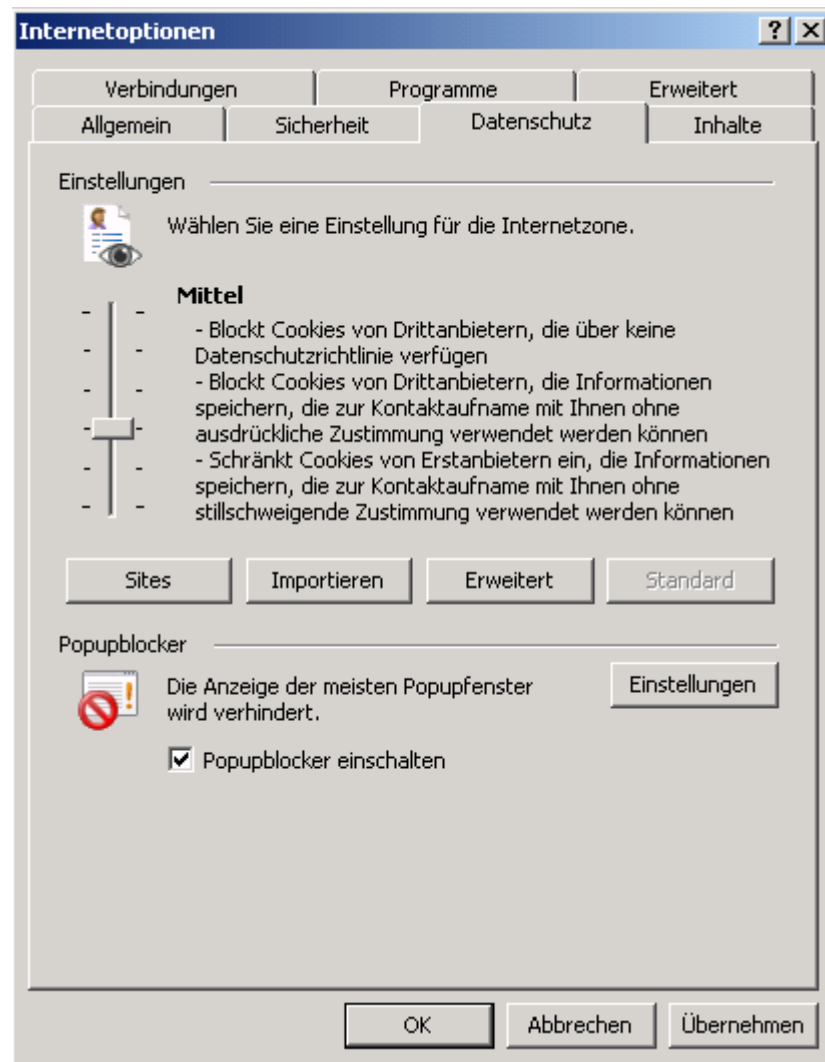 Internetoptionen
Verbindungen Programme Erweitert
Allgemein Sicherheit Datenschutz Inhalte
Einstellungen
Wählen Sie eine Einstellung für die Internetzone.
Mittel
- Blockt Cookies von Drittanbietern, die über keine
Datenschutzrichtlinie verfügen
- Blockt Cookies von Drittanbietern, die Informationen
speichern, die zur Kontaktaufname mit Ihnen ohne
ausdrückliche Zustimmung verwendet werden können
- Schränkt Cookies von Erstanbietern ein, die Informationen
speichern, die zur Kontaktaufname mit Ihnen ohne
stillschweigende Zustimmung verwendet werden können
Sites Importieren Erweitert Standard
Popupblocker
Die Anzeige der meisten Popupfenster
wird verhindert.
Einstellungen
Popupblocker einschalten
OK Abbrechen Übernehmen